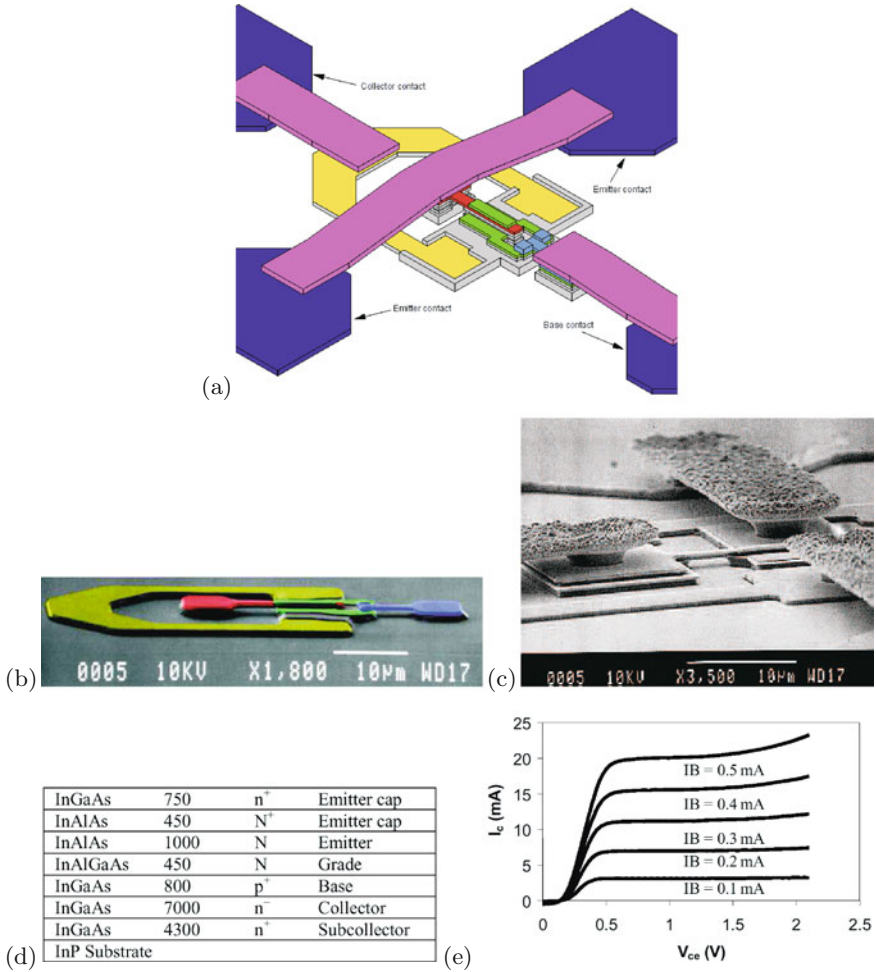 Collector contact
Emitter contact
Emitter contact
Base contact
(a)
(b)
0005 10KV X1,800 10µm WD17
(c)
0005 10KV X3,500 10µm WD17
(d)
InGaAs 750 n⁺ Emitter cap
InAlAs 450 N⁺ Emitter cap
InAlAs 1000 N Emitter
InAlGaAs 450 N Grade
InGaAs 800 p⁺ Base
InGaAs 7000 n⁻ Collector
InGaAs 4300 n⁺ Subcollector
InP Substrate
(e)
25
20
15
10
5
0
I_c (mA)
IB = 0.5 mA
IB = 0.4 mA
IB = 0.3 mA
IB = 0.2 mA
IB = 0.1 mA
0 0.5 1 1.5 2 2.5
V_ce (V)